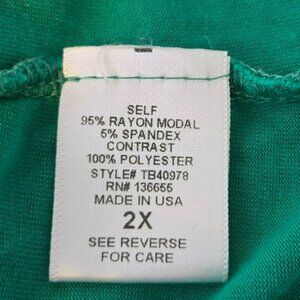 SELF
95% RAYON MODAL
5% SPANDEX
CONTRAST
100% POLYESTER
STYLE# TB40978
RN# 136655
MADE IN USA
2X
SEE REVERSE
FOR CARE